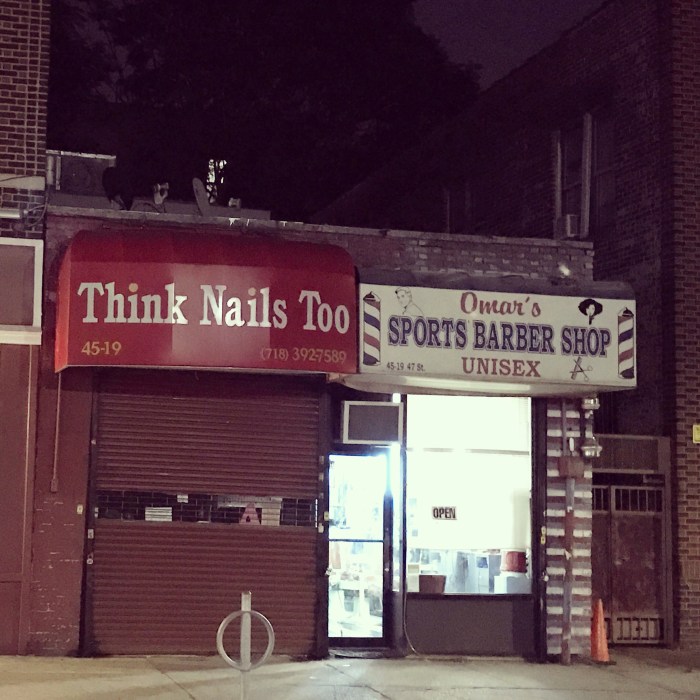 Think Nails Too
45-19
(718) 392-7589
Omar's
SPORTS BARBER SHOP
45-19 47 St.
UNISEX
OPEN